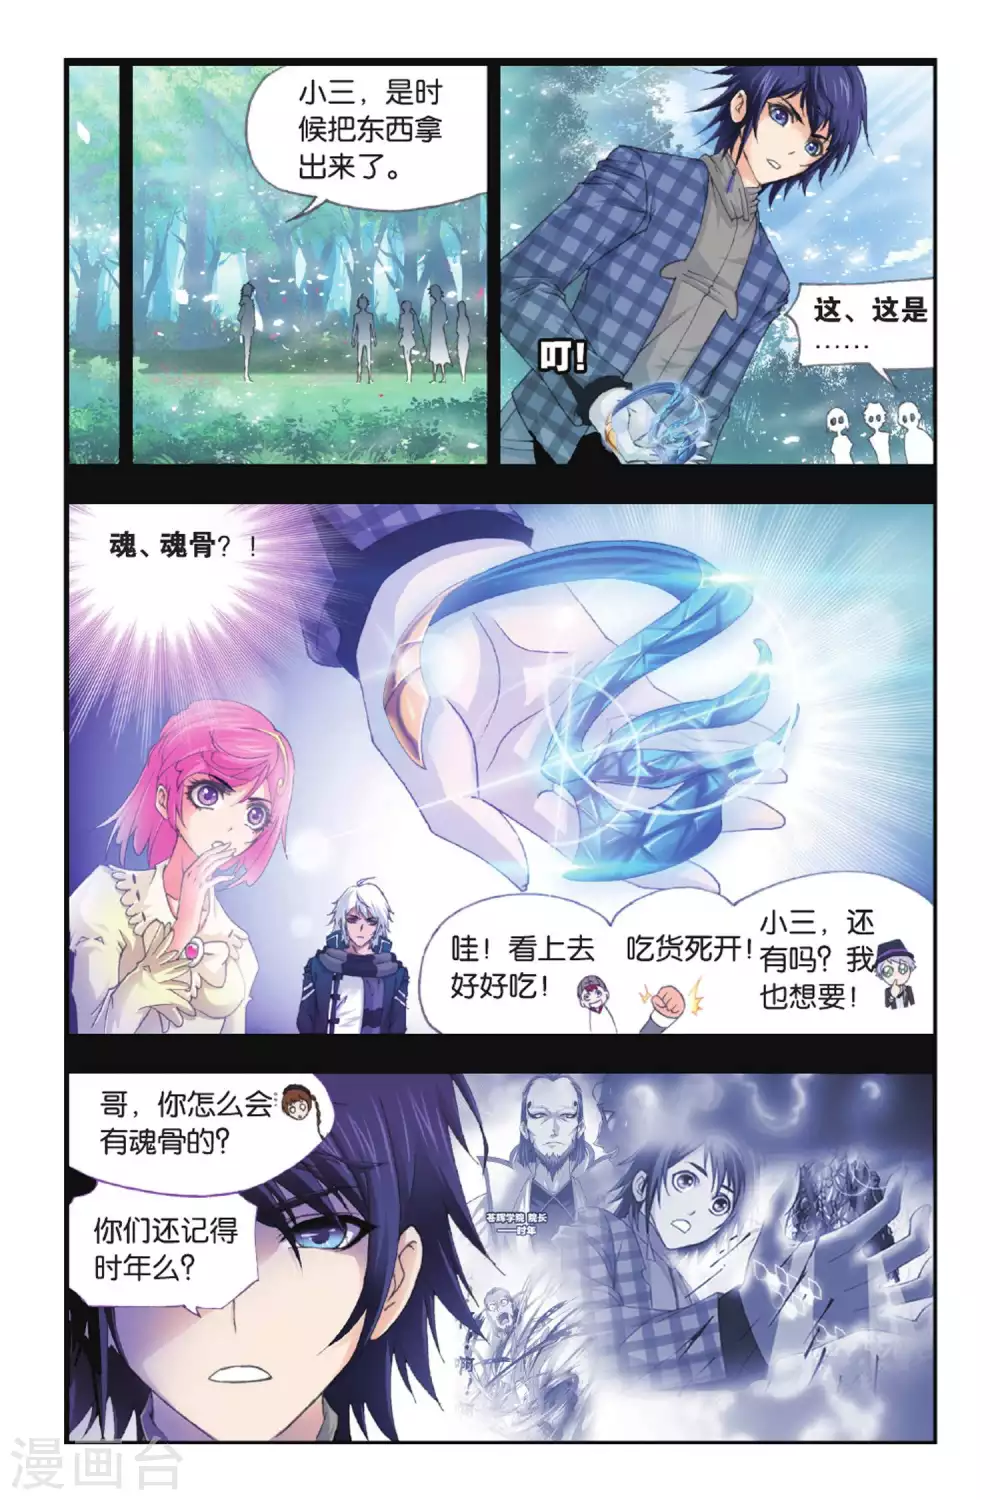 小三，是时
候把东西拿
出来了。
叮！
这、这是
……
魂、魂骨？！
哇！看上去
好好吃！
吃货死开！
小三，还
有吗？我
也想要！
哥，你怎么会
有魂骨的？
你们还记得
时年么？
苍晖学院 院长
——时年
啊
漫画台